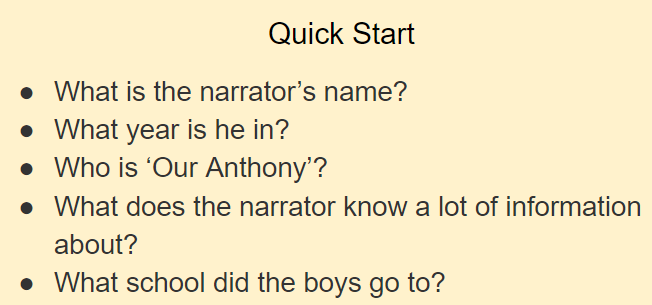 Quick Start
● What is the narrator’s name?
● What year is he in?
● Who is ‘Our Anthony’?
● What does the narrator know a lot of information
about?
● What school did the boys go to?